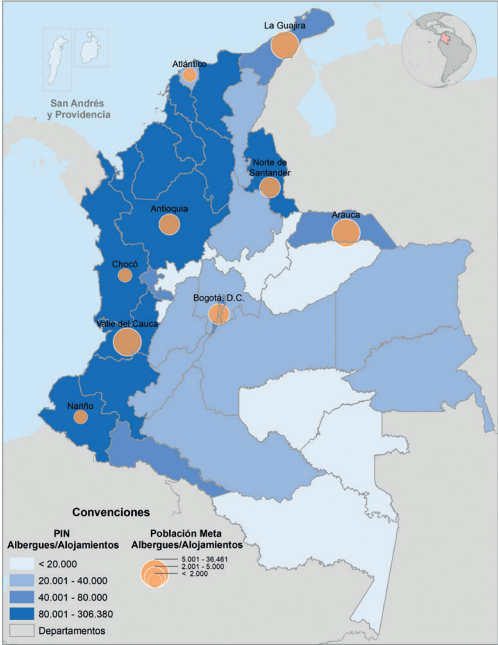 La Guajira
Atlántico
San Andrés
y Providencia
Norte de
Santander
Antioquia
Arauca
Chocó
Bogotá, D.C.
Valle del Cauca
Nariño
Convenciones
PIN
Albergues/Alojamientos
< 20.000
20.001 - 40.000
40.001 - 80.000
80.001 - 306.380
Departamentos
Población Meta
Albergues/Alojamientos
5.001 - 36.461
2.001 - 5.000
< 2.000